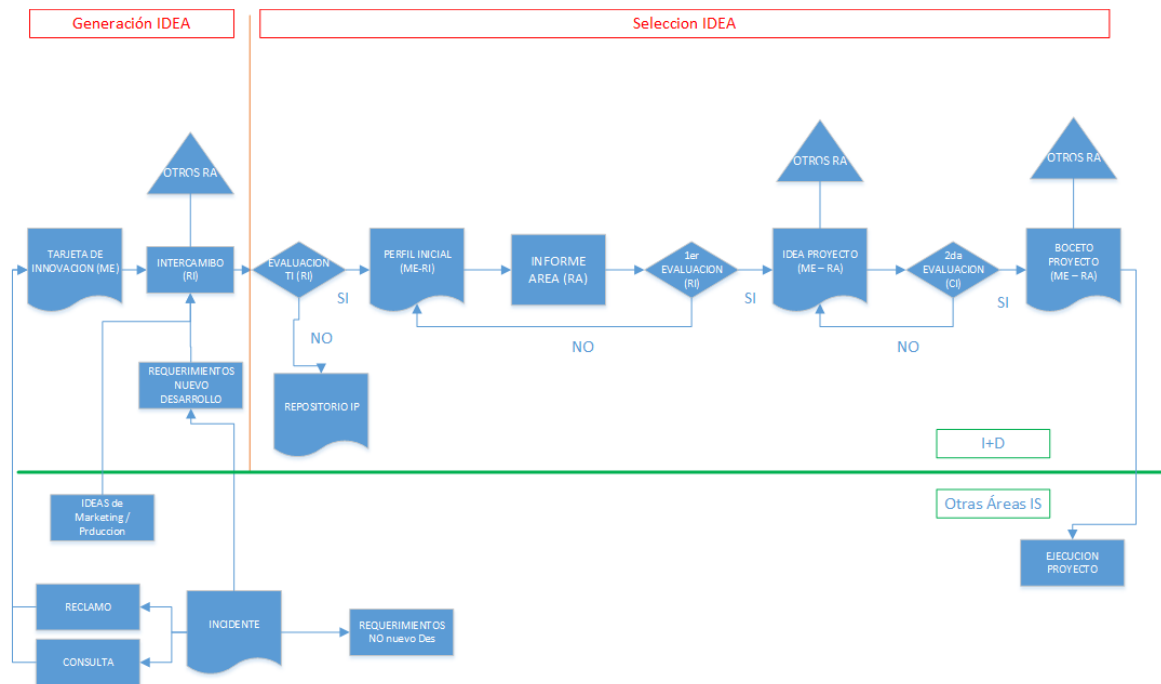 Generación IDEA
Seleccion IDEA
OTROS RA
OTROS RA
OTROS RA
TARJETA DE
INNOVACION (ME)
INTERCAMBIO
(RI)
EVALUACION
TI (RI)
PERFIL INICIAL
(ME-RI)
INFORME
AREA (RA)
1er
EVALUACION
(RI)
IDEA PROYECTO
(ME – RA)
2da
EVALUACION
(CI)
BOCETO
PROYECTO
(ME – RA)
SI
SI
SI
NO
NO
NO
REQUERIMIENTOS
NUEVO
DESARROLLO
REPOSITORIO IP
I+D
Otras Áreas IS
IDEAS de
Marketing /
Prduccion
EJECUCION
PROYECTO
RECLAMO
INCIDENTE
REQUERIMIENTOS
NO nuevo Des
CONSULTA